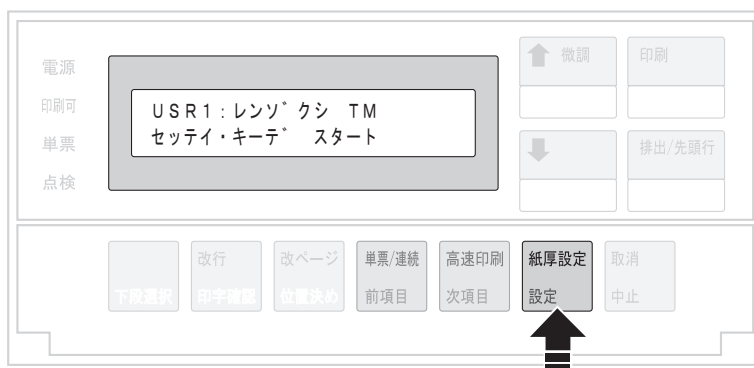 電源
印刷可
単票
点検
USR1:レンゾクシ TM
セッテイ・キーデ スタート
微調
印刷
排出/先頭行
下段選択
改行
印字確認
改ページ
位置決め
単票/連続
前項目
高速印刷
次項目
紙厚設定
設定
取消
中止